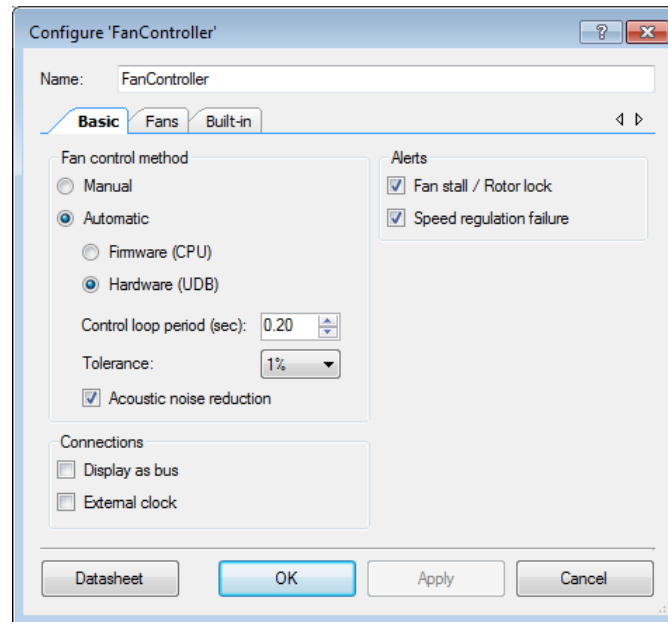 Configure 'FanController'
Name: FanController
Basic Fans Built-in
Fan control method
Manual
Automatic
Firmware (CPU)
Hardware (UDB)
Control loop period (sec): 0.20
Tolerance: 1%
Acoustic noise reduction
Alerts
Fan stall / Rotor lock
Speed regulation failure
Connections
Display as bus
External clock
Datasheet OK Apply Cancel